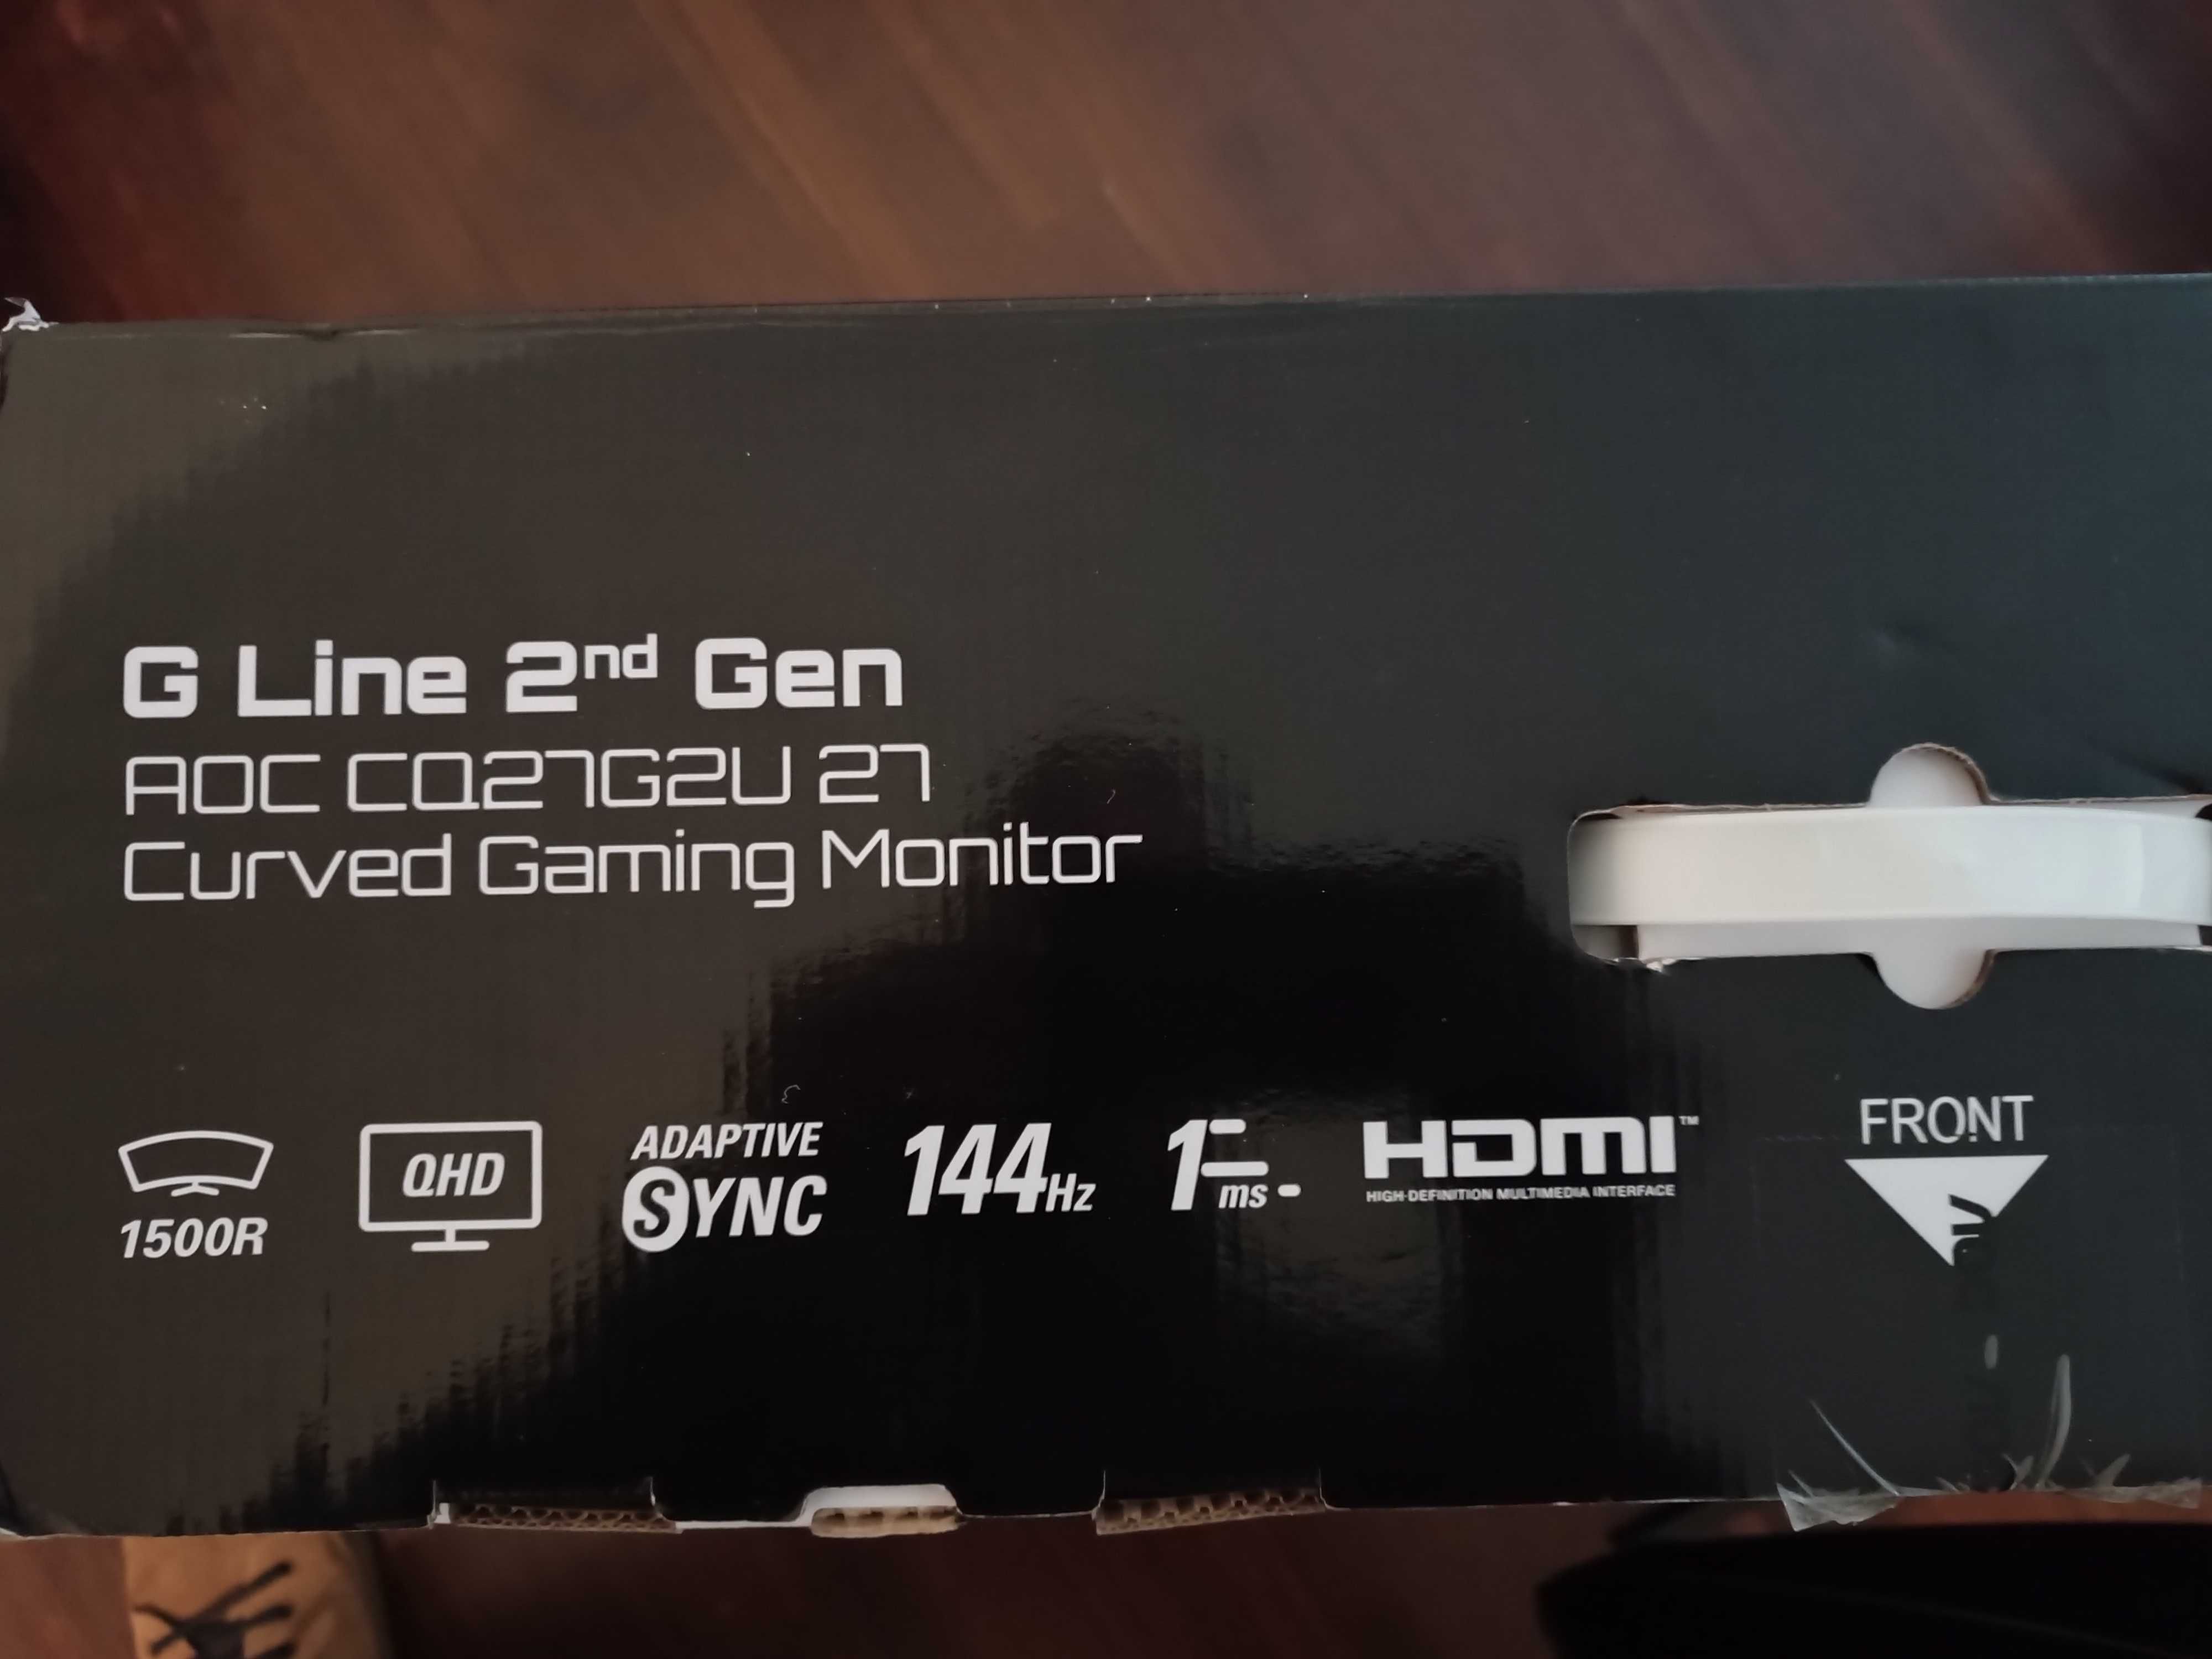 G Line 2nd Gen
AOC CQ27G2U 27
Curved Gaming Monitor
1500R
QHD
ADAPTIVE
SYNC
144Hz
1ms
HDMI™
HIGH-DEFINITION MULTIMEDIA INTERFACE
FRONT